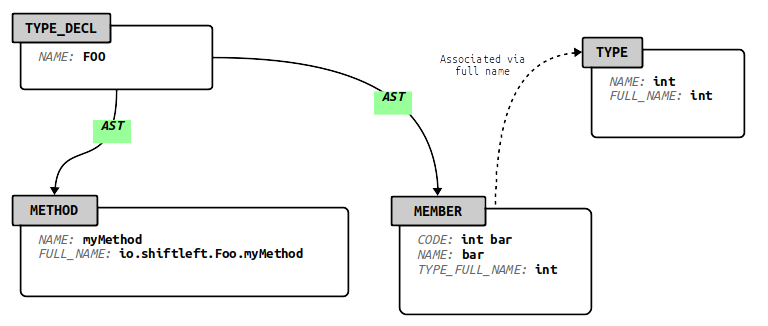 TYPE_DECL
NAME: FOO
Associated via
full name
TYPE
NAME: int
FULL_NAME: int
AST
AST
METHOD
NAME: myMethod
FULL_NAME: io.shiftleft.Foo.myMethod
MEMBER
CODE: int bar
NAME: bar
TYPE_FULL_NAME: int